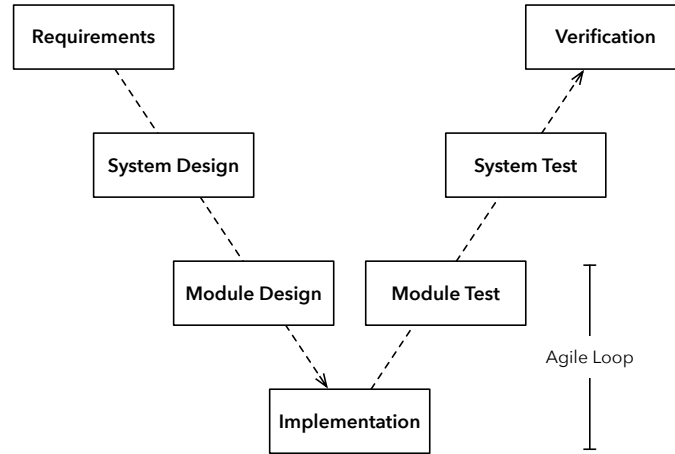 Requirements
Verification
System Design
System Test
Module Design
Module Test
Agile Loop
Implementation